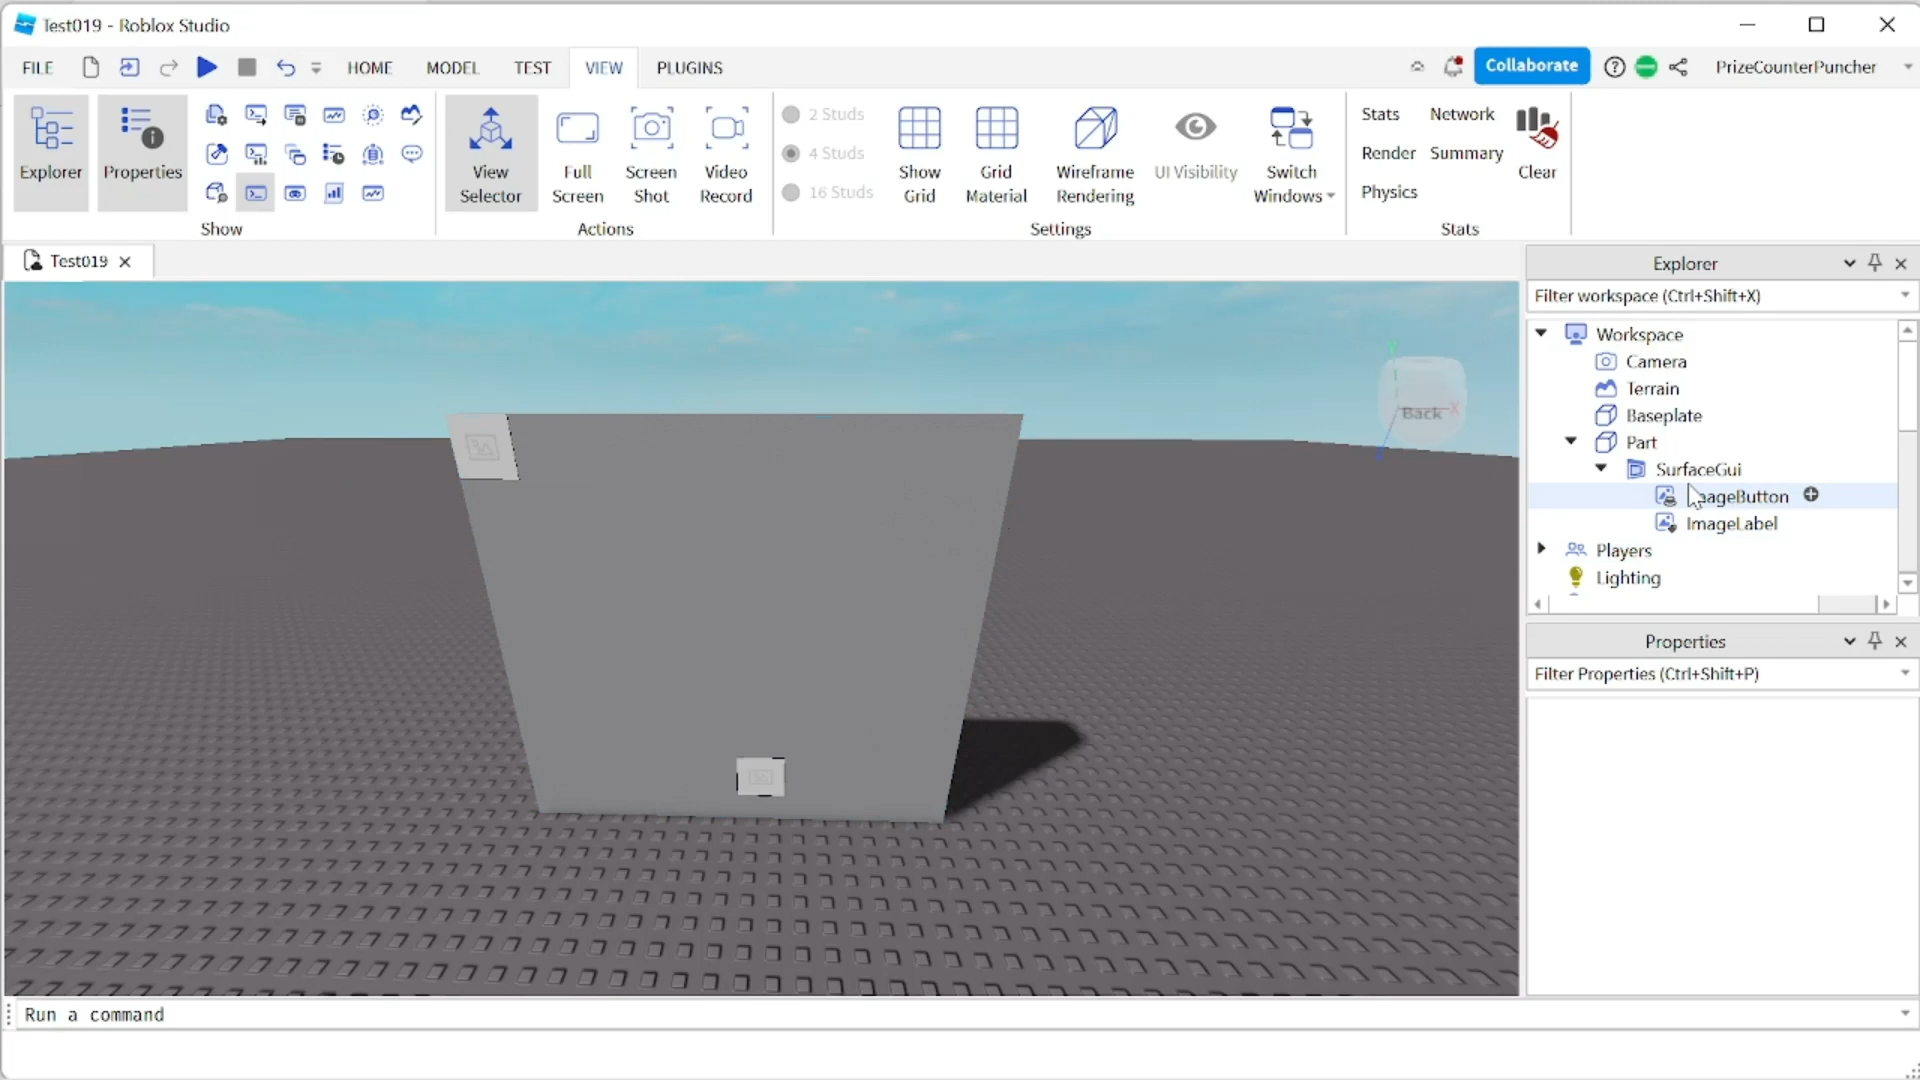 Test019 - Roblox Studio
FILE HOME MODEL TEST VIEW PLUGINS Collaborate PrizeCounterPuncher
Explorer Properties
Show
View Selector
Full Screen
Screen Shot
Video Record
Actions
2 Studs
4 Studs
16 Studs
Show Grid
Grid Material
Wireframe Rendering
UI Visibility
Switch Windows
Settings
Stats Network
Render Summary
Physics
Clear
Stats
Test019
Back
X
Y
Explorer
Filter workspace (Ctrl+Shift+X)
Workspace
Camera
Terrain
Baseplate
Part
SurfaceGui
ageButton
ImageLabel
Players
Lighting
Properties
Filter Properties (Ctrl+Shift+P)
Run a command